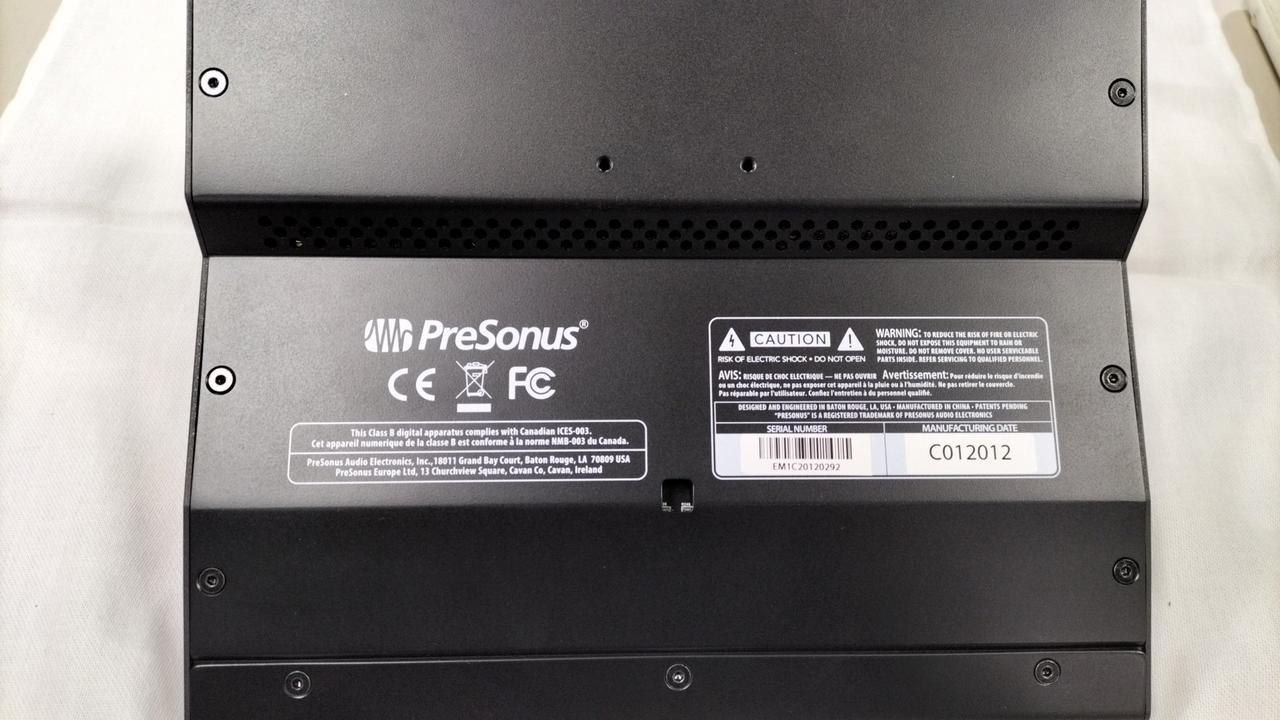 PreSonus®
CE FC
This Class B digital apparatus complies with Canadian ICES-003.
Cet appareil numerique de la classe B est conforme à la norme NMB-003 du Canada.
PreSonus Audio Electronics, Inc.,18011 Grand Bay Court, Baton Rouge, LA 70809 USA
PreSonus Europe Ltd, 13 Churchview Square, Cavan Co, Cavan, Ireland
CAUTION
RISK OF ELECTRIC SHOCK • DO NOT OPEN
WARNING: TO REDUCE THE RISK OF FIRE OR ELECTRIC
SHOCK, DO NOT EXPOSE THIS EQUIPMENT TO RAIN OR
MOISTURE. DO NOT REMOVE COVER. NO USER SERVICEABLE
PARTS INSIDE. REFER SERVICING TO QUALIFIED PERSONNEL.
AVIS: RISQUE DE CHOC ELECTRIQUE — NE PAS OUVRIR Avertissement: Pour réduire le risque d'incendie
ou un choc électrique, ne pas exposer cet appareil à la pluie ou à l'humidité. Ne pas retirer le couvercle.
Pas réparable par l'utilisateur. Confiez l'entretien à du personnel qualifié.
DESIGNED AND ENGINEERED IN BATON ROUGE, LA, USA • MANUFACTURED IN CHINA • PATENTS PENDING
"PRESONUS" IS A REGISTERED TRADEMARK OF PRESONUS AUDIO ELECTRONICS
SERIAL NUMBER
EM1C20120292
MANUFACTURING DATE
C012012